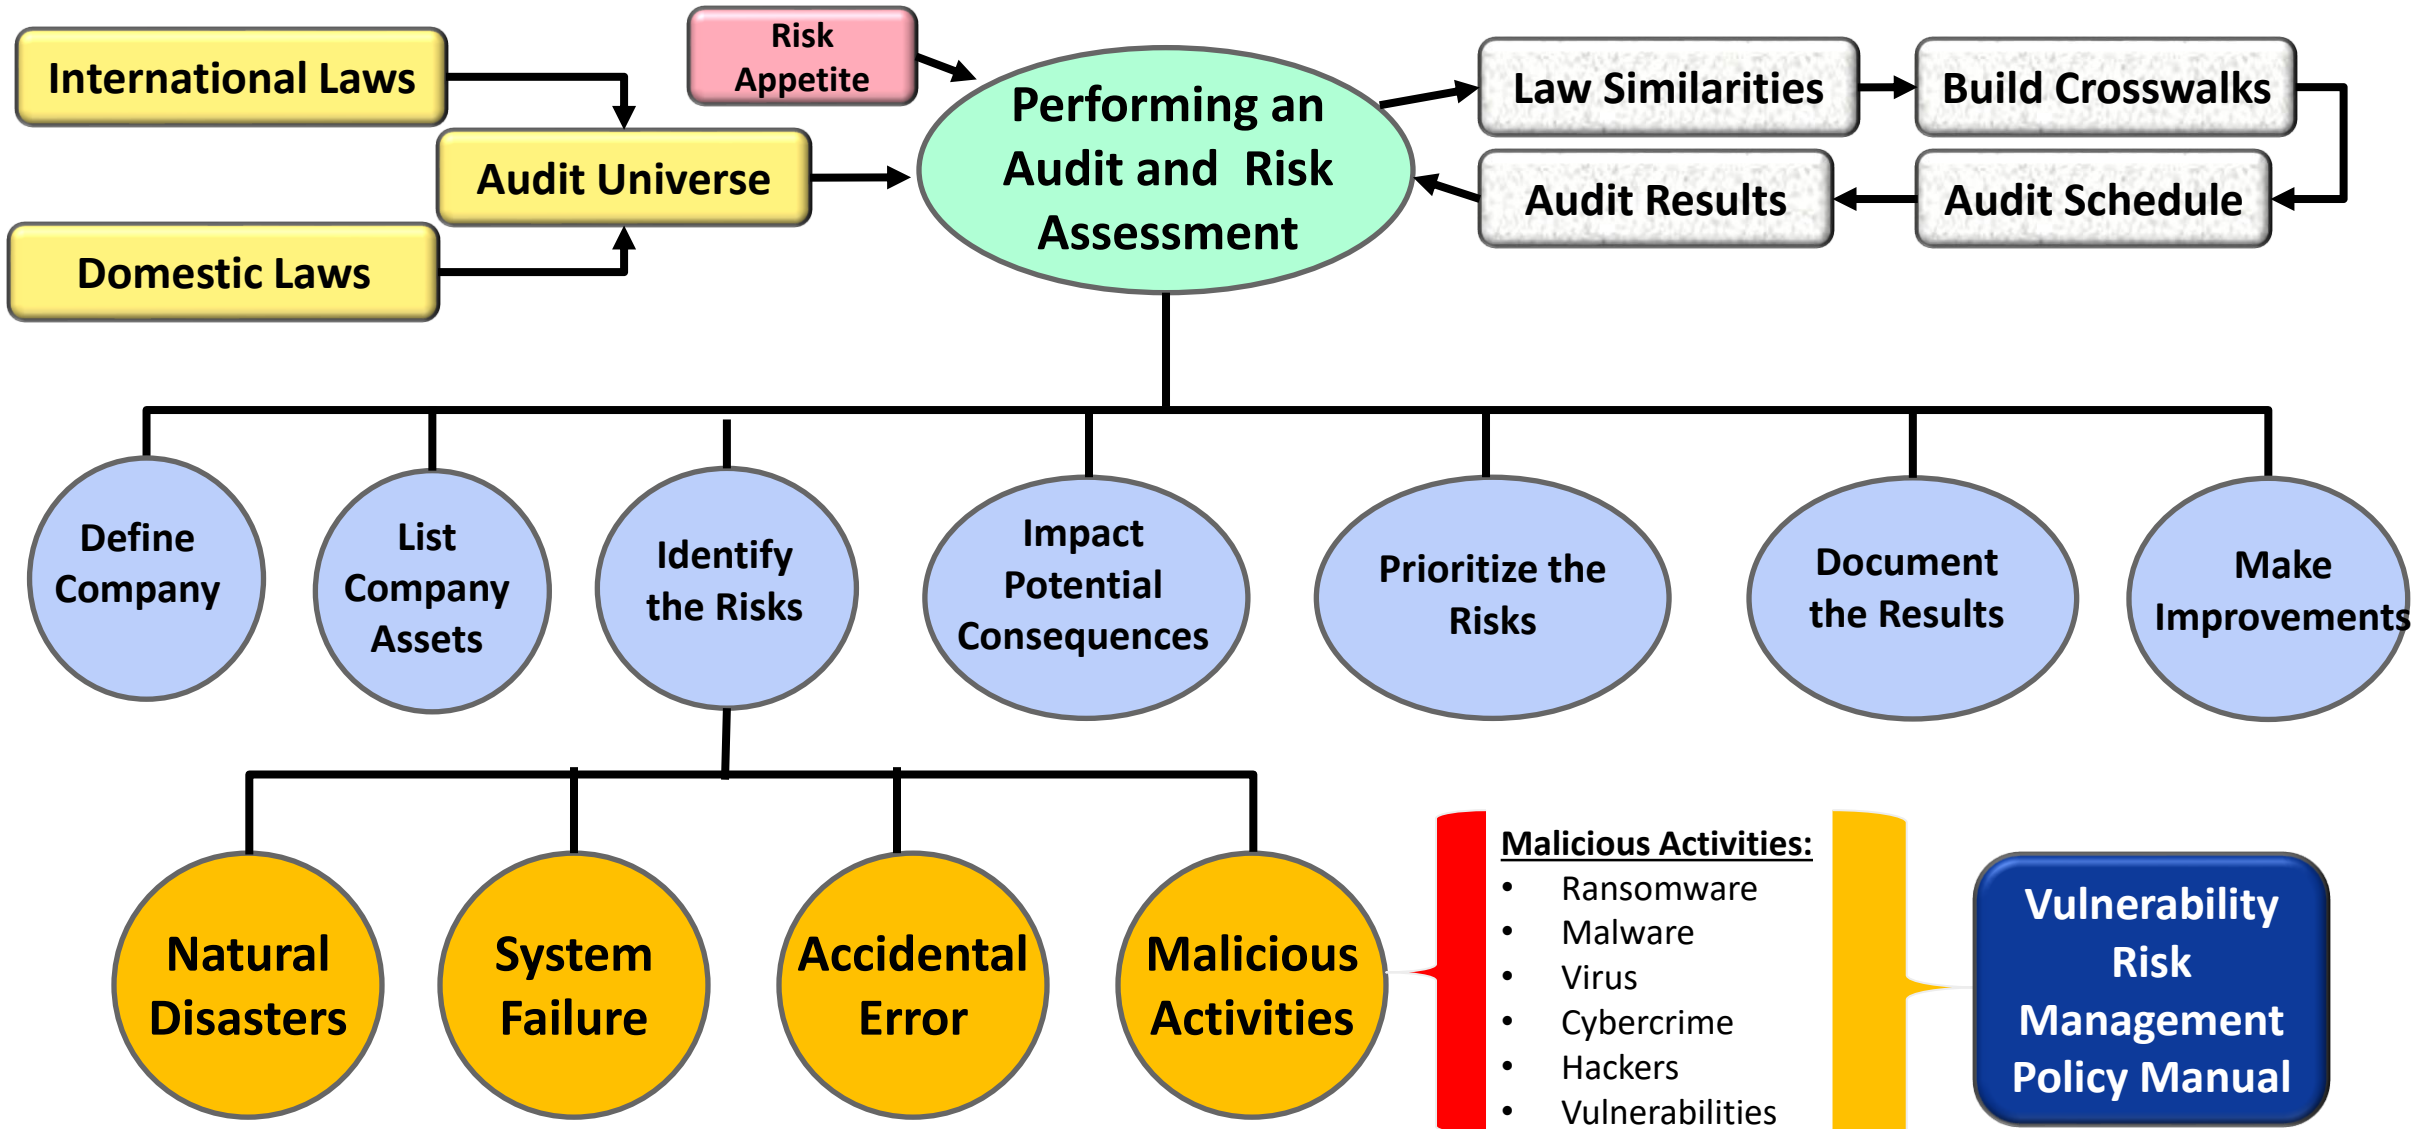 Risk
Appetite
International Laws
Audit Universe
Domestic Laws
Performing an
Audit and Risk
Assessment
Law Similarities
Build Crosswalks
Audit Results
Audit Schedule
Define
Company
List
Company
Assets
Identify
the Risks
Impact
Potential
Consequences
Prioritize the
Risks
Document
the Results
Make
Improvements
Natural
Disasters
System
Failure
Accidental
Error
Malicious
Activities
Malicious Activities:
• Ransomware
• Malware
• Virus
• Cybercrime
• Hackers
• Vulnerabilities
Vulnerability
Risk
Management
Policy Manual